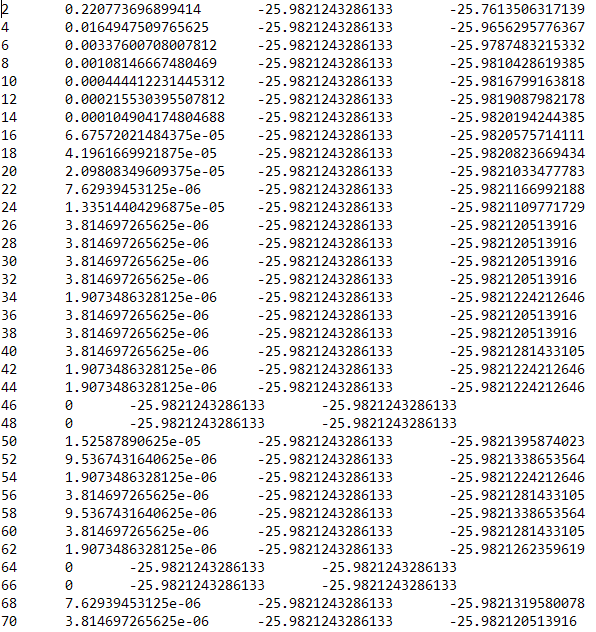 2 0.220773696899414 -25.9821243286133 -25.7613506317139
4 0.0164947509765625 -25.9821243286133 -25.9656295776367
6 0.00337600708007812 -25.9821243286133 -25.9787483215332
8 0.00108146667480469 -25.9821243286133 -25.9810428619385
10 0.000444412231445312 -25.9821243286133 -25.9816799163818
12 0.000215530395507812 -25.9821243286133 -25.9819087982178
14 0.000104904174804688 -25.9821243286133 -25.9820194244385
16 6.67572021484375e-05 -25.9821243286133 -25.9820575714111
18 4.1961669921875e-05 -25.9821243286133 -25.9820823669434
20 2.09808349609375e-05 -25.9821243286133 -25.9821033477783
22 7.62939453125e-06 -25.9821243286133 -25.9821166992188
24 1.33514404296875e-05 -25.9821243286133 -25.9821109771729
26 3.814697265625e-06 -25.9821243286133 -25.982120513916
28 3.814697265625e-06 -25.9821243286133 -25.982120513916
30 3.814697265625e-06 -25.9821243286133 -25.982120513916
32 3.814697265625e-06 -25.9821243286133 -25.982120513916
34 1.9073486328125e-06 -25.9821243286133 -25.9821224212646
36 3.814697265625e-06 -25.9821243286133 -25.982120513916
38 3.814697265625e-06 -25.9821243286133 -25.982120513916
40 3.814697265625e-06 -25.9821243286133 -25.9821281433105
42 1.9073486328125e-06 -25.9821243286133 -25.9821224212646
44 1.9073486328125e-06 -25.9821243286133 -25.9821224212646
46 0 -25.9821243286133 -25.9821243286133
48 0 -25.9821243286133 -25.9821243286133
50 1.52587890625e-05 -25.9821243286133 -25.9821395874023
52 9.5367431640625e-06 -25.9821243286133 -25.9821338653564
54 1.9073486328125e-06 -25.9821243286133 -25.9821224212646
56 3.814697265625e-06 -25.9821243286133 -25.9821281433105
58 9.5367431640625e-06 -25.9821243286133 -25.9821338653564
60 3.814697265625e-06 -25.9821243286133 -25.9821281433105
62 1.9073486328125e-06 -25.9821243286133 -25.9821262359619
64 0 -25.9821243286133 -25.9821243286133
66 0 -25.9821243286133 -25.9821243286133
68 7.62939453125e-06 -25.9821243286133 -25.9821319580078
70 3.814697265625e-06 -25.9821243286133 -25.982120513916